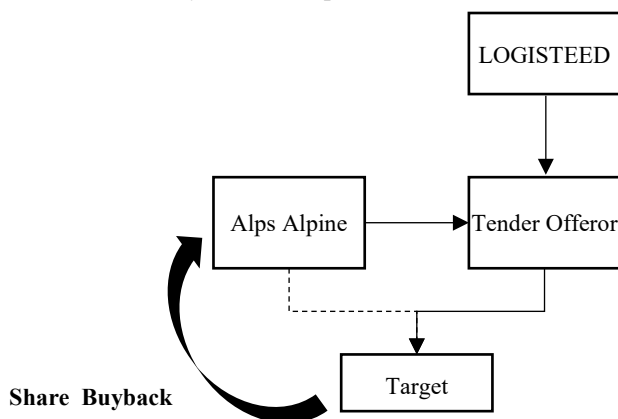 LOGISTEED
Alps Alpine
Tender Offeror
Target
Share Buyback